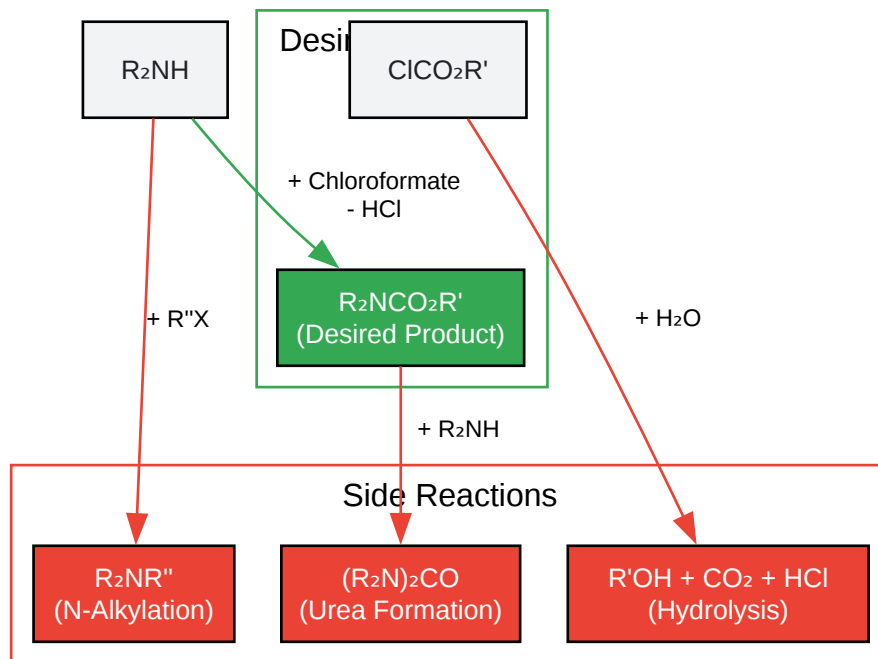 Desir
R₂NH
ClCO₂R'
+ Chloroformate
- HCl
R₂NCO₂R'
(Desired Product)
+ R"X
+ H₂O
+ R₂NH
Side Reactions
R₂NR"
(N-Alkylation)
(R₂N)₂CO
(Urea Formation)
R'OH + CO₂ + HCl
(Hydrolysis)